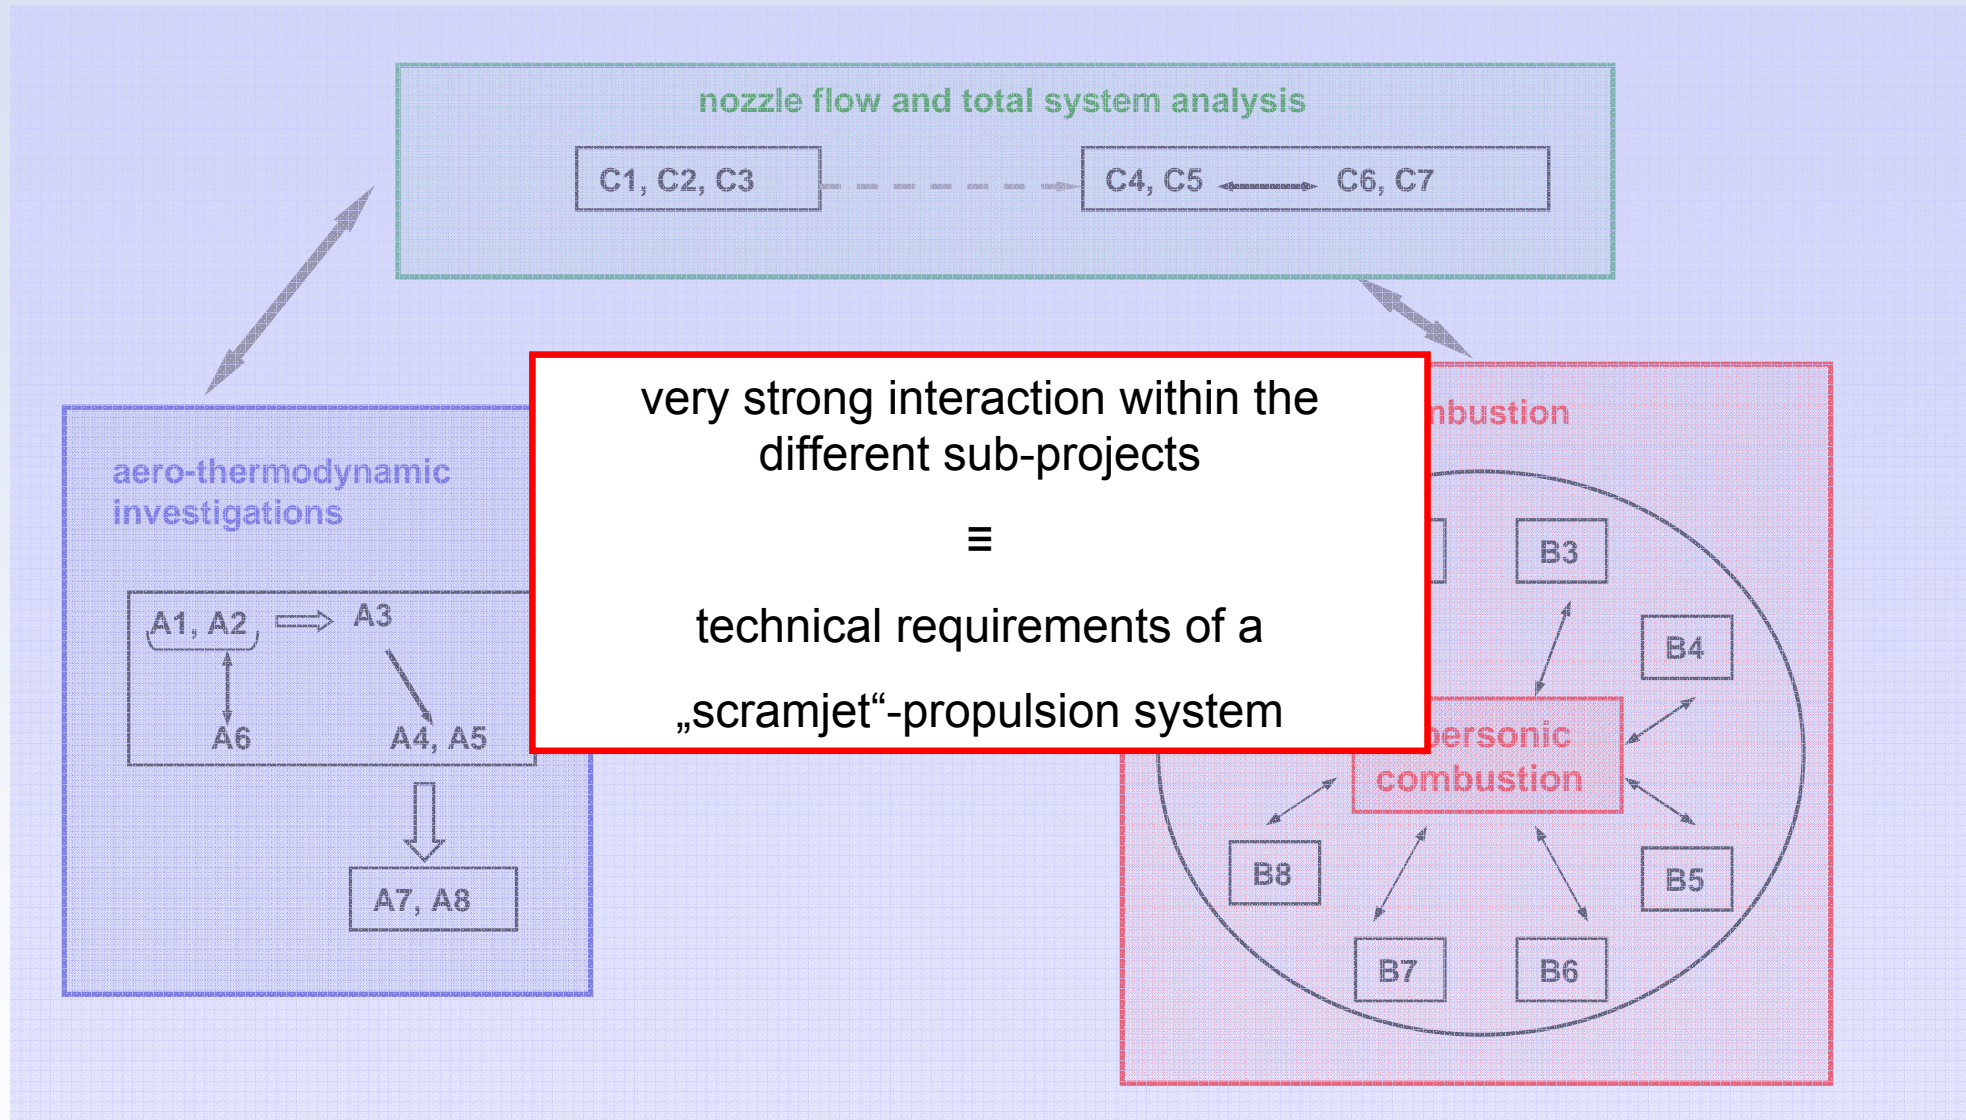 nozzle flow and total system analysis
C1, C2, C3
C4, C5
C6, C7
very strong interaction within the
different sub-projects
≡
technical requirements of a
„scramjet“-propulsion system
aero-thermodynamic
investigations
A1, A2
A3
A6
A4, A5
A7, A8
B3
B4
combustion
B8
B5
B7
B6